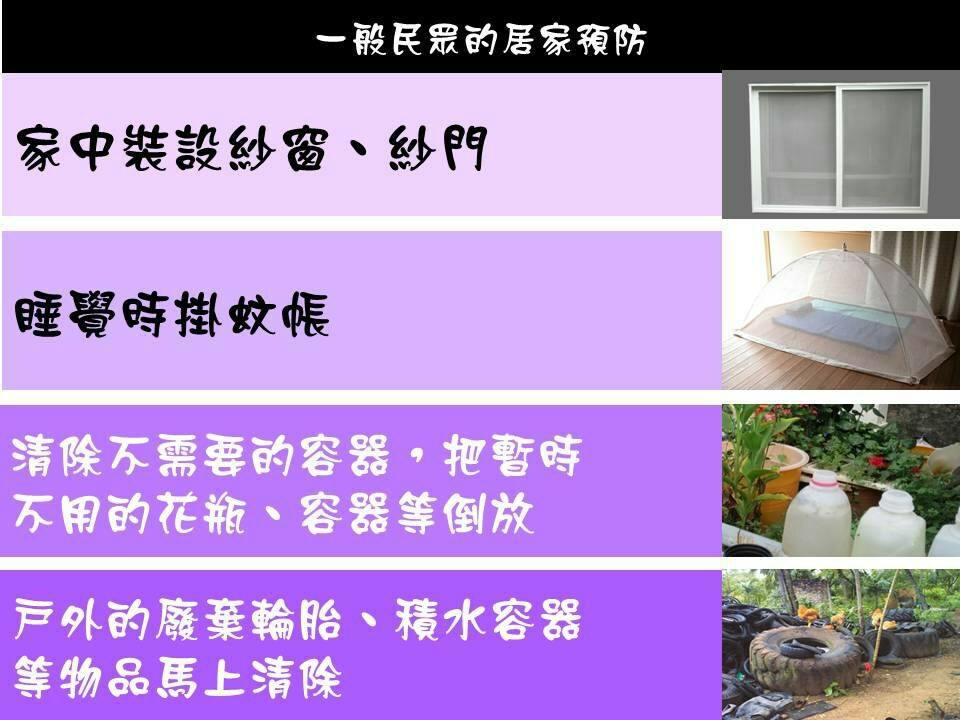 一般民眾的居家預防
家中裝設紗窗、紗門
睡覺時掛蚊帳
清除不需要的容器，把暫時
不用的花瓶、容器等倒放
戶外的廢棄輪胎、積水容器
等物品馬上清除